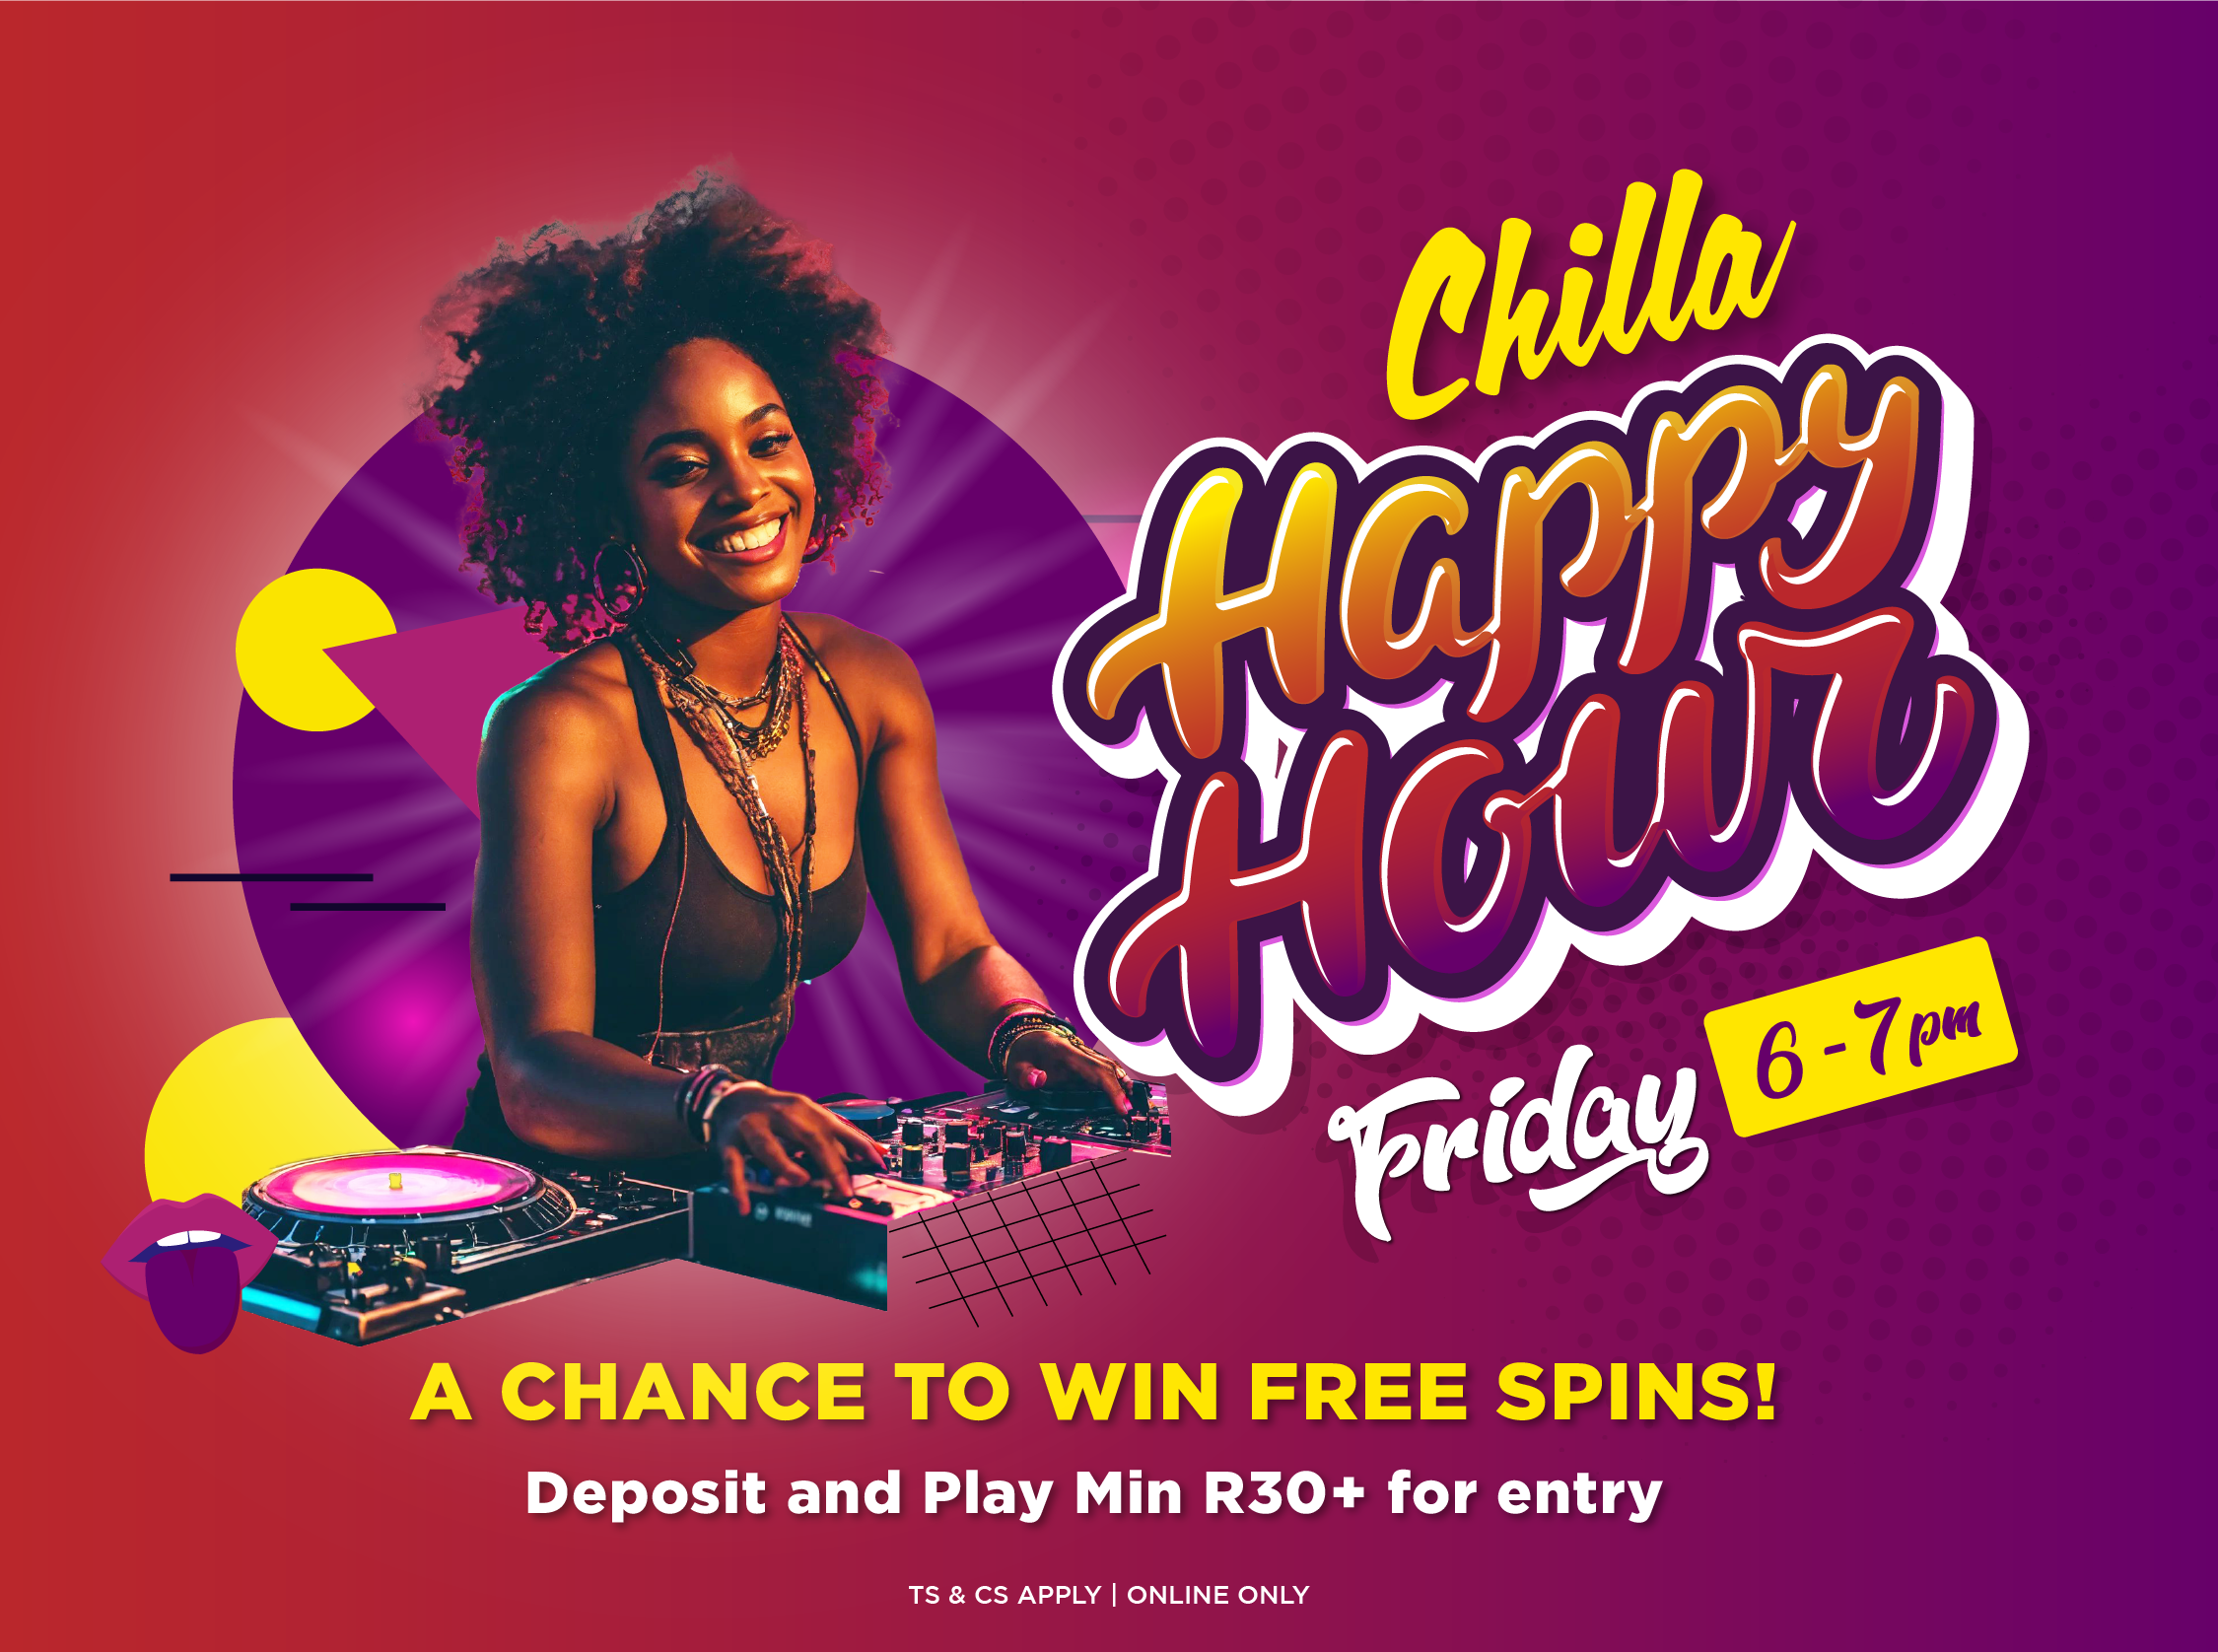 Chilla
Happy
Hour
Friday
6 - 7pm
A CHANCE TO WIN FREE SPINS!
Deposit and Play Min R30+ for entry
TS & CS APPLY | ONLINE ONLY